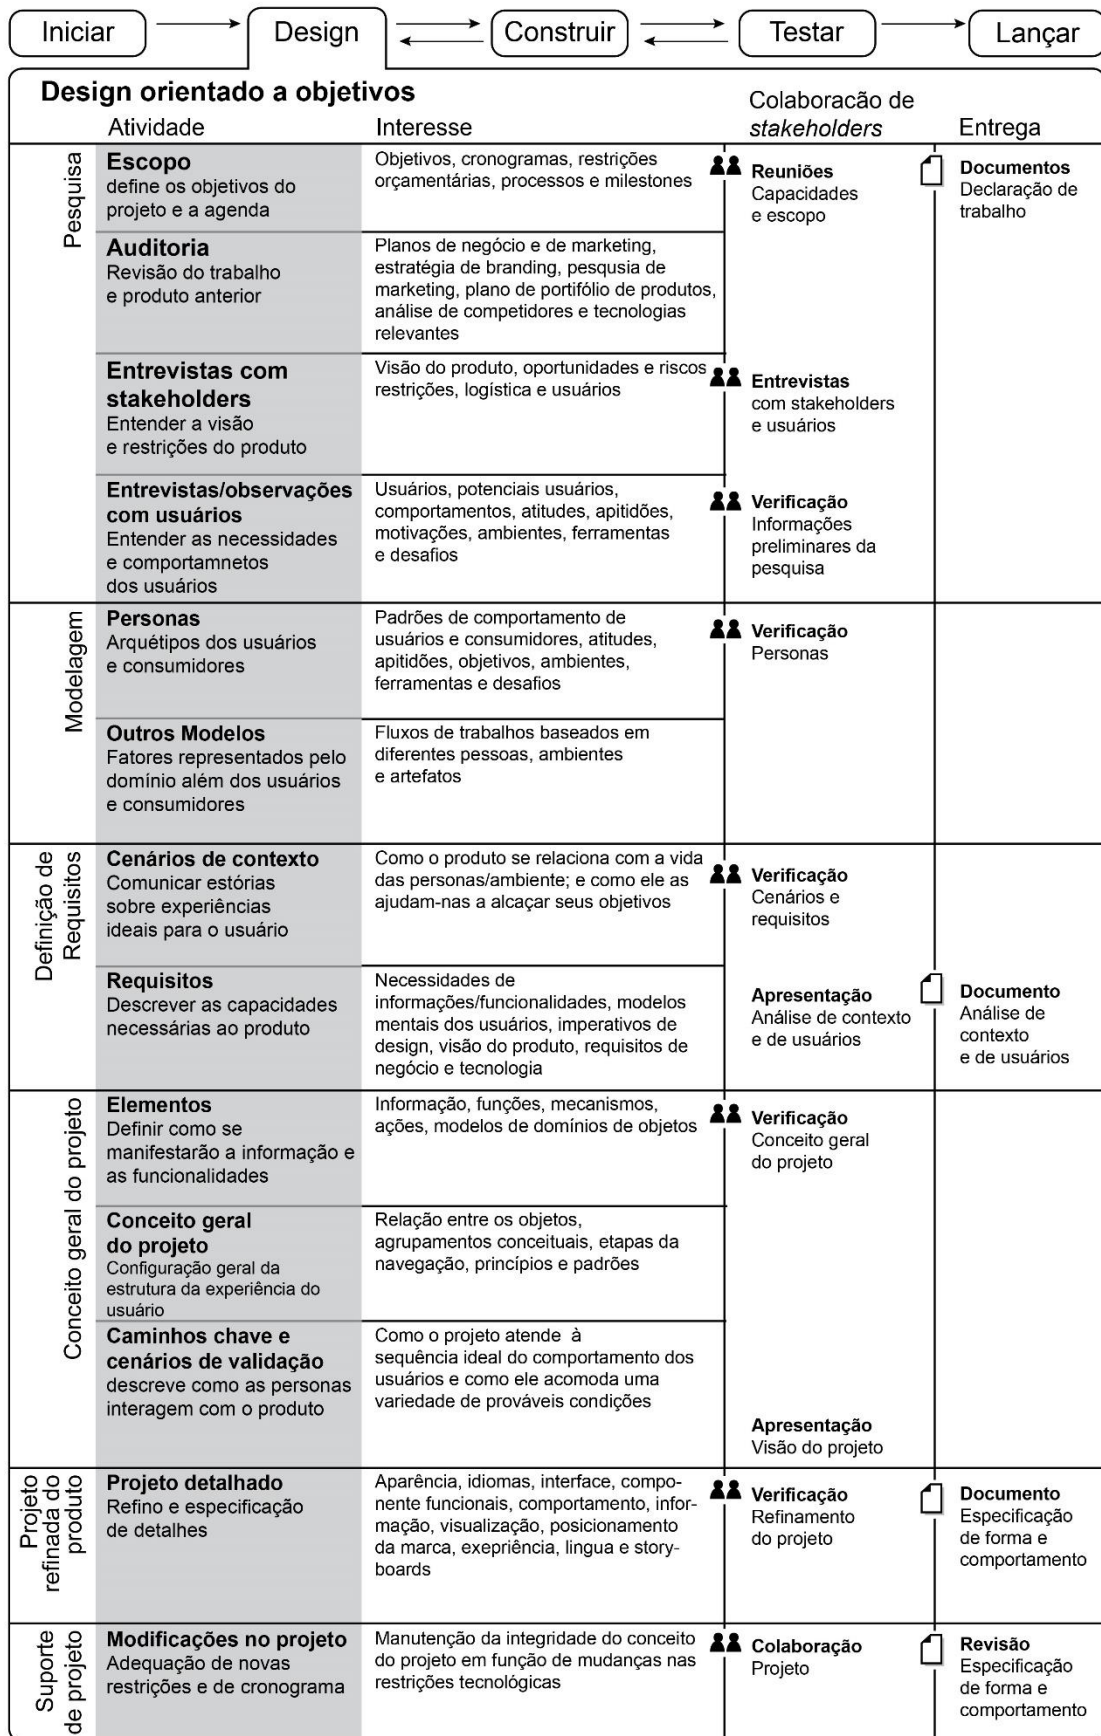 Iniciar
Design
Construir
Testar
Lançar
Design orientado a objetivos
Atividade
Interesse
Colaboracão de
stakeholders
Entrega
Pesquisa
Escopo
define os objetivos do
projeto e a agenda
Objetivos, cronogramas, restrições
orçamentárias, processos e milestones
Reuniões
Capacidades
e escopo
Documentos
Declaração de
trabalho
Auditoria
Revisão do trabalho
e produto anterior
Planos de negócio e de marketing,
estratégia de branding, pesqusia de
marketing, plano de portifólio de produtos,
análise de competidores e tecnologias
relevantes
Entrevistas com
stakeholders
Entender a visão
e restrições do produto
Visão do produto, oportunidades e riscos
restrições, logística e usuários
Entrevistas
com stakeholders
e usuários
Entrevistas/observações
com usuários
Entender as necessidades
e comportamnetos
dos usuários
Usuários, potenciais usuários,
comportamentos, atitudes, apitidões,
motivações, ambientes, ferramentas
e desafios
Verificação
Informações
preliminares da
pesquisa
Modelagem
Personas
Arquétipos dos usuários
e consumidores
Padrões de comportamento de
usuários e consumidores, atitudes,
apitidões, objetivos, ambientes,
ferramentas e desafios
Verificação
Personas
Outros Modelos
Fatores representados pelo
domínio além dos usuários
e consumidores
Fluxos de trabalhos baseados em
diferentes pessoas, ambientes
e artefatos
Definição de
Requisitos
Cenários de contexto
Comunicar estórias
sobre experiências
ideais para o usuário
Como o produto se relaciona com a vida
das personas/ambiente; e como ele as
ajudam-nas a alcaçar seus objetivos
Verificação
Cenários e
requisitos
Requisitos
Descrever as capacidades
necessárias ao produto
Necessidades de
informações/funcionalidades, modelos
mentais dos usuários, imperativos de
design, visão do produto, requisitos de
negócio e tecnologia
Apresentação
Análise de contexto
e de usuários
Documento
Análise de
contexto
e de usuários
Conceito geral do projeto
Elementos
Definir como se
manifestarão a informação e
as funcionalidades
Informação, funções, mecanismos,
ações, modelos de domínios de objetos
Verificação
Conceito geral
do projeto
Conceito geral
do projeto
Configuração geral da
estrutura da experiência do
usuário
Relação entre os objetos,
agrupamentos conceituais, etapas da
navegação, princípios e padrões
Caminhos chave e
cenários de validação
descreve como as personas
interagem com o produto
Como o projeto atende à
sequência ideal do comportamento dos
usuários e como ele acomoda uma
variedade de prováveis condições
Apresentação
Visão do projeto
Projeto
refinada do
produto
Projeto detalhado
Refino e especificação
de detalhes
Aparência, idiomas, interface, compo-
nente funcionais, comportamento, infor-
mação, visualização, posicionamento
da marca, exepriência, lingua e story-
boards
Verificação
Refinamento
do projeto
Documento
Especificação
de forma e
comportamento
Suporte
de projeto
Modificações no projeto
Adequação de novas
restrições e de cronograma
Manutenção da integridade do conceito
do projeto em função de mudanças nas
restrições tecnológicas
Colaboração
Projeto
Revisão
Especificação
de forma e
comportamento